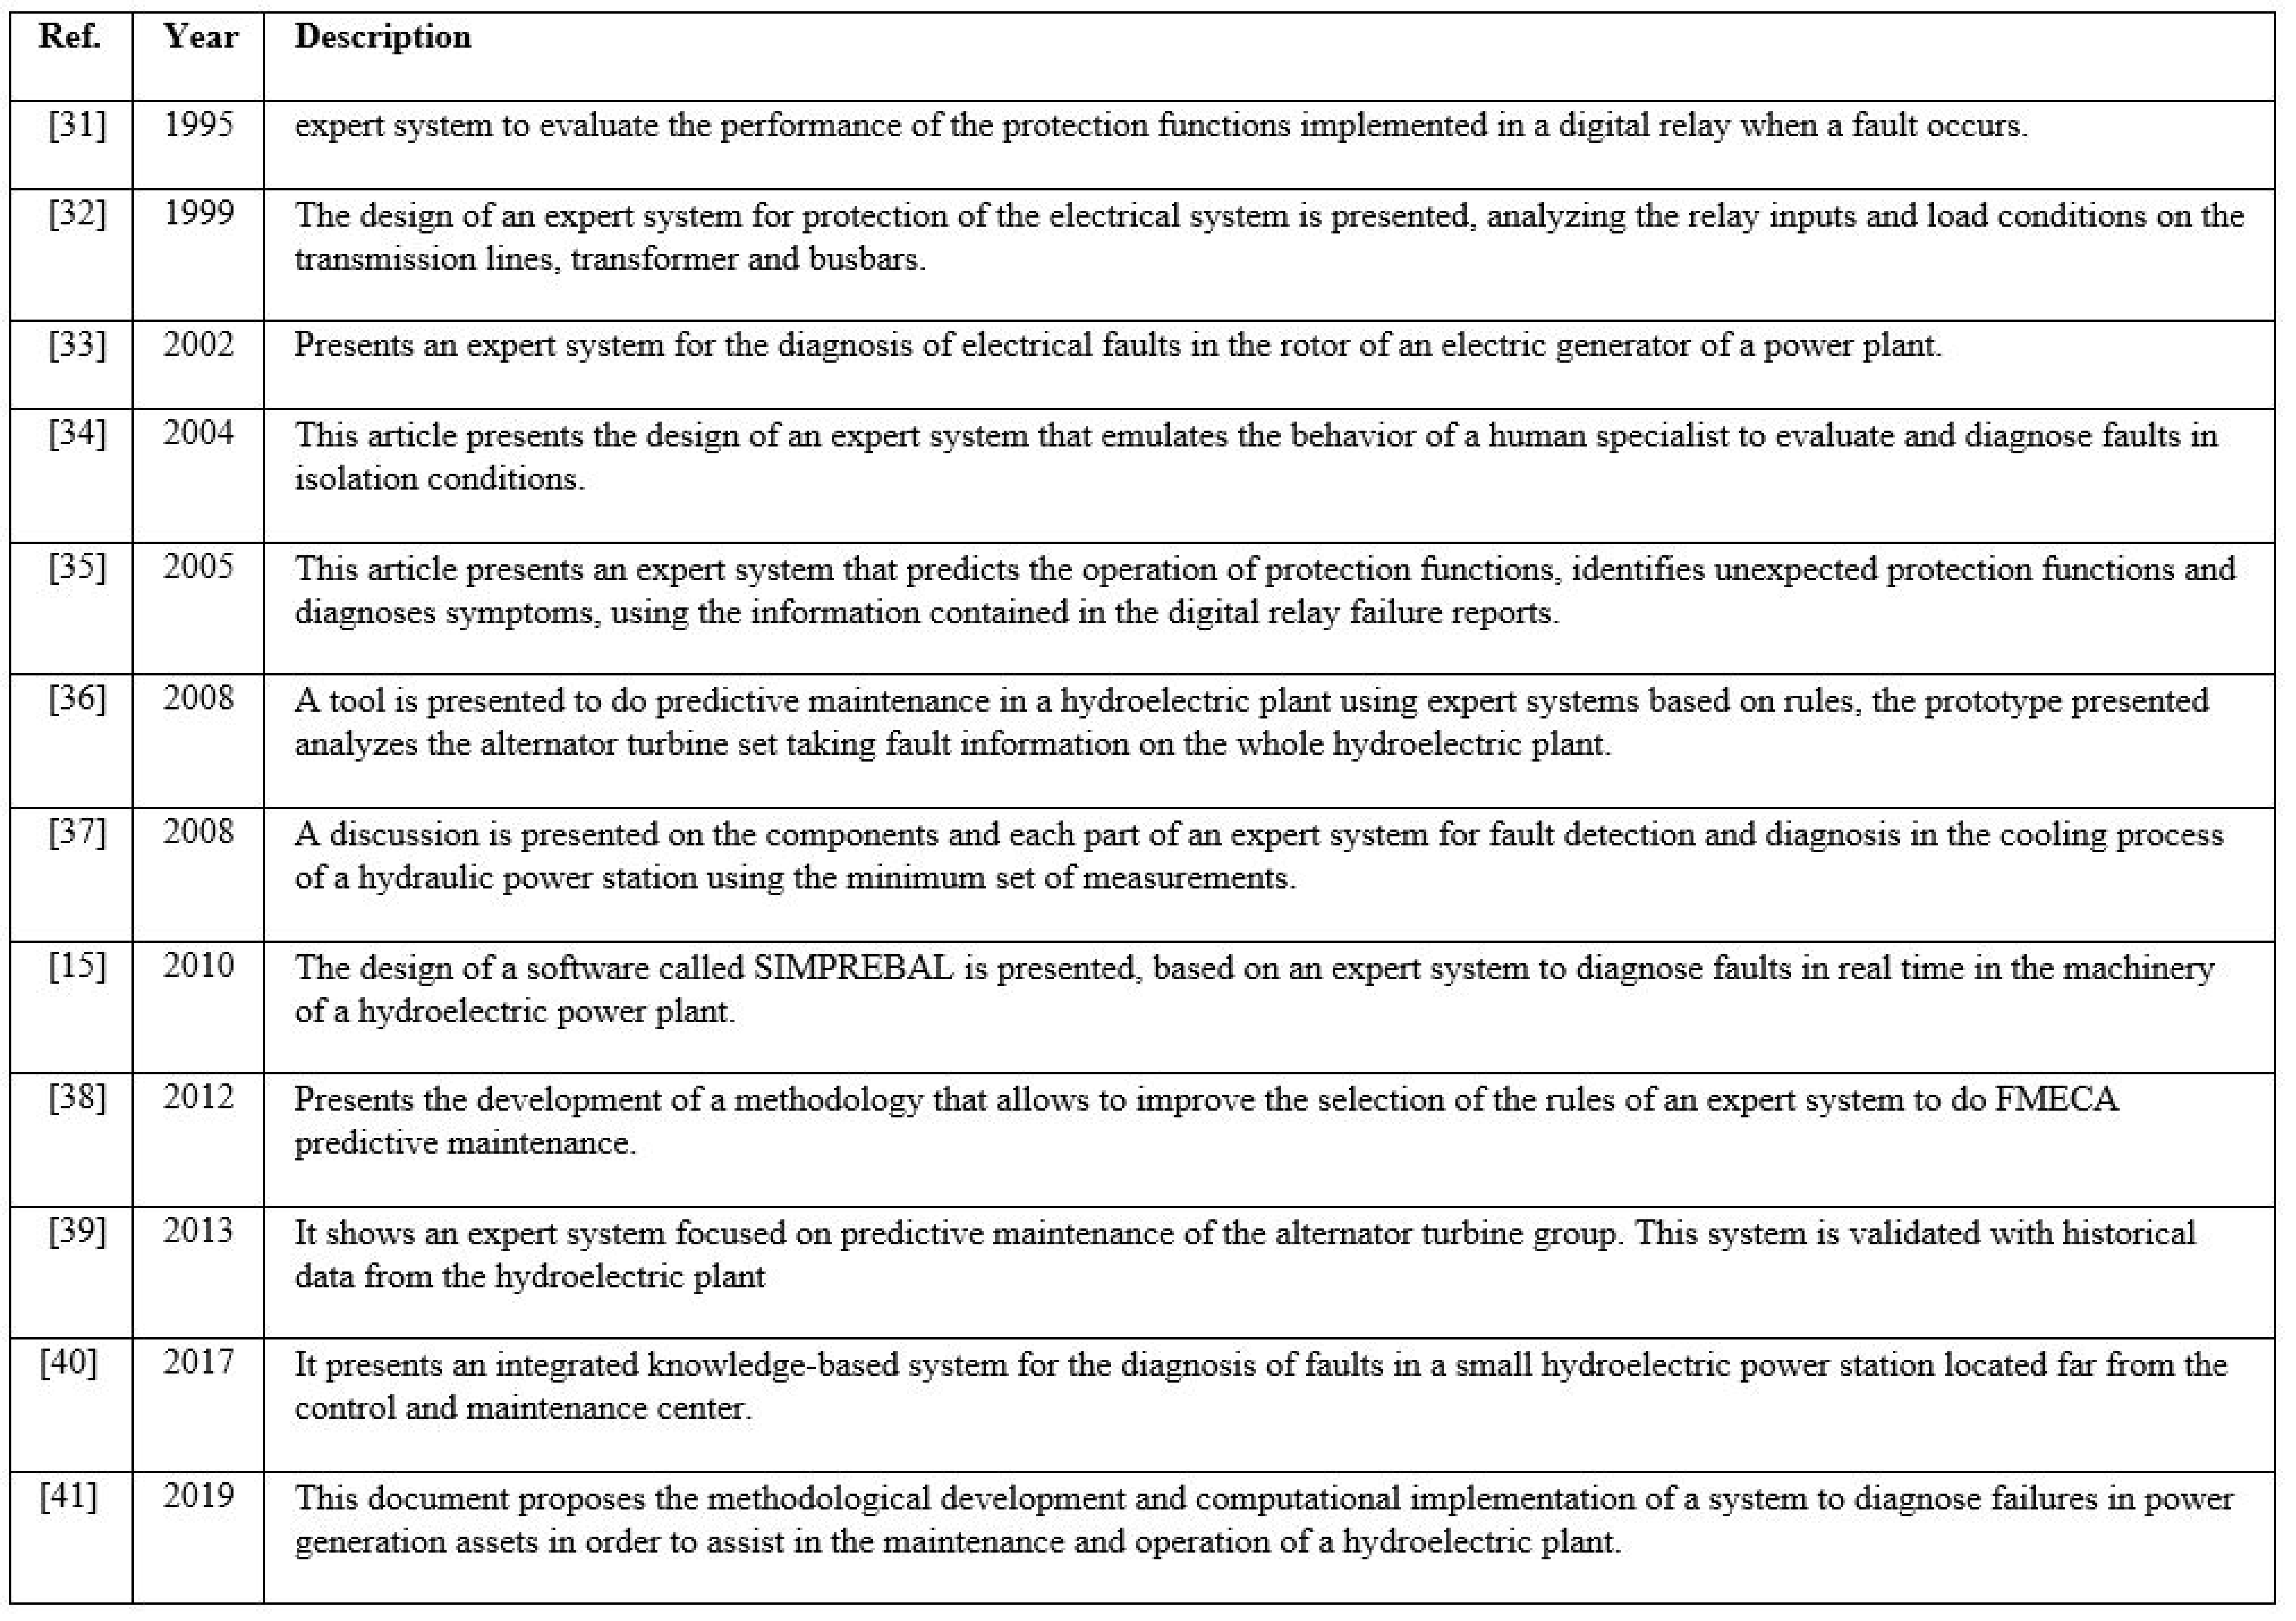 Ref. Year Description
[31] 1995 expert system to evaluate the performance of the protection functions implemented in a digital relay when a fault occurs.
[32] 1999 The design of an expert system for protection of the electrical system is presented, analyzing the relay inputs and load conditions on the
transmission lines, transformer and busbars.
[33] 2002 Presents an expert system for the diagnosis of electrical faults in the rotor of an electric generator of a power plant.
[34] 2004 This article presents the design of an expert system that emulates the behavior of a human specialist to evaluate and diagnose faults in
isolation conditions.
[35] 2005 This article presents an expert system that predicts the operation of protection functions, identifies unexpected protection functions and
diagnoses symptoms, using the information contained in the digital relay failure reports.
[36] 2008 A tool is presented to do predictive maintenance in a hydroelectric plant using expert systems based on rules, the prototype presented
analyzes the alternator turbine set taking fault information on the whole hydroelectric plant.
[37] 2008 A discussion is presented on the components and each part of an expert system for fault detection and diagnosis in the cooling process
of a hydraulic power station using the minimum set of measurements.
[15] 2010 The design of a software called SIMPREBAL is presented, based on an expert system to diagnose faults in real time in the machinery
of a hydroelectric power plant.
[38] 2012 Presents the development of a methodology that allows to improve the selection of the rules of an expert system to do FMECA
predictive maintenance.
[39] 2013 It shows an expert system focused on predictive maintenance of the alternator turbine group. This system is validated with historical
data from the hydroelectric plant
[40] 2017 It presents an integrated knowledge-based system for the diagnosis of faults in a small hydroelectric power station located far from the
control and maintenance center.
[41] 2019 This document proposes the methodological development and computational implementation of a system to diagnose failures in power
generation assets in order to assist in the maintenance and operation of a hydroelectric plant.